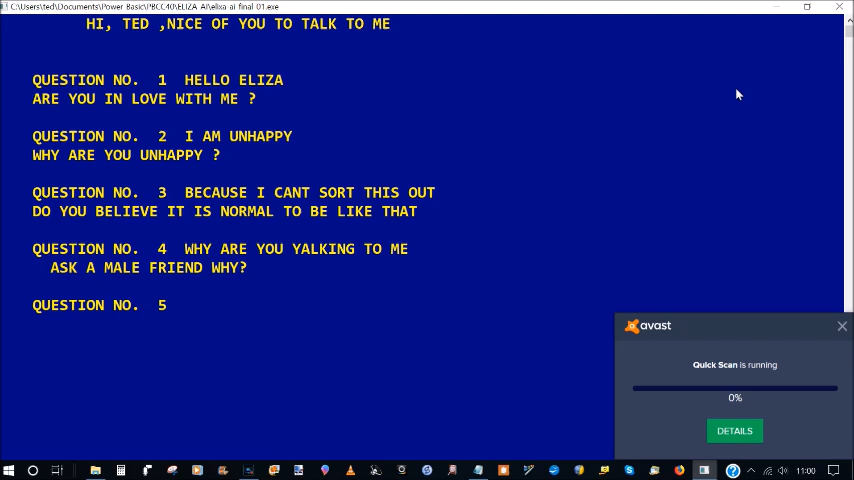 C:\Users\ted\Documents\Power Basic\PBCC40\ELIZA AI\elixa ai final 01.exe
HI, TED ,NICE OF YOU TO TALK TO ME
QUESTION NO. 1 HELLO ELIZA
ARE YOU IN LOVE WITH ME ?
QUESTION NO. 2 I AM UNHAPPY
WHY ARE YOU UNHAPPY ?
QUESTION NO. 3 BECAUSE I CANT SORT THIS OUT
DO YOU BELIEVE IT IS NORMAL TO BE LIKE THAT
QUESTION NO. 4 WHY ARE YOU YALKING TO ME
ASK A MALE FRIEND WHY?
QUESTION NO. 5
avast
Quick Scan is running
0%
DETAILS
11:00